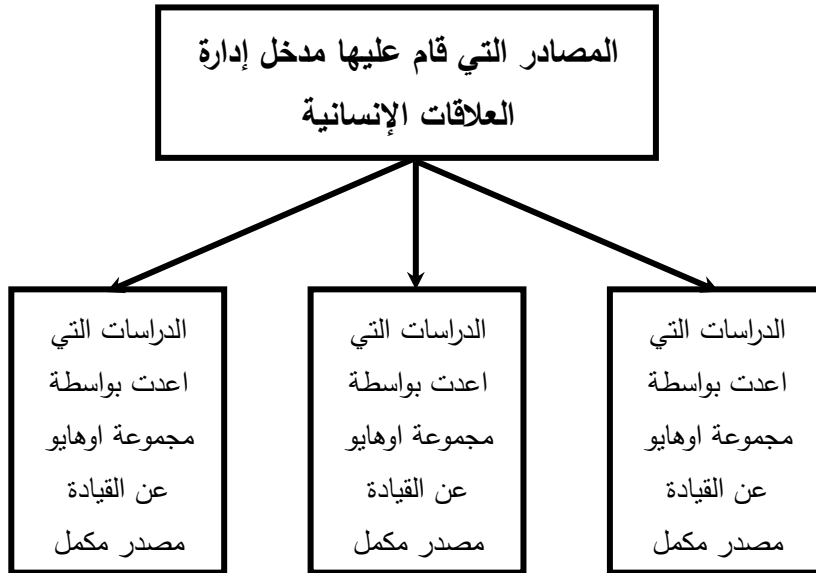 المصادر التي قام عليها مدخل إدارة
العلاقات الإنسانية
الدراسات التي
اعدت بواسطة
مجموعة اوهايو
عن القيادة
مصدر مكمل
الدراسات التي
اعدت بواسطة
مجموعة اوهايو
عن القيادة
مصدر مكمل
الدراسات التي
اعدت بواسطة
مجموعة اوهايو
عن القيادة
مصدر مكمل